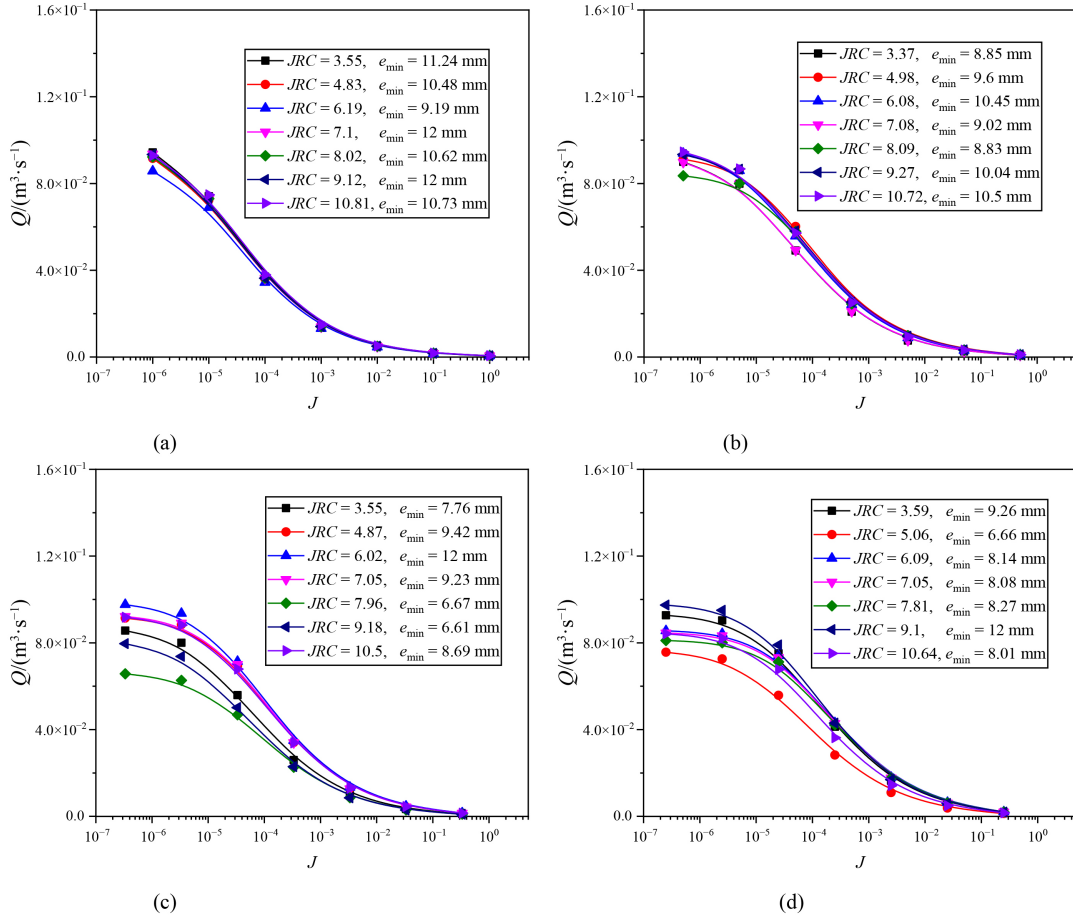 1.6×10⁻¹
1.2×10⁻¹
8.0×10⁻²
4.0×10⁻²
0.0
Q/(m³·s⁻¹)
JRC = 3.55, e_min = 11.24 mm
JRC = 4.83, e_min = 10.48 mm
JRC = 6.19, e_min = 9.19 mm
JRC = 7.1, e_min = 12 mm
JRC = 8.02, e_min = 10.62 mm
JRC = 9.12, e_min = 12 mm
JRC = 10.81, e_min = 10.73 mm
10⁻⁷ 10⁻⁶ 10⁻⁵ 10⁻⁴ 10⁻³ 10⁻² 10⁻¹ 10⁰
J
(a)
1.6×10⁻¹
1.2×10⁻¹
8.0×10⁻²
4.0×10⁻²
0.0
Q/(m³·s⁻¹)
JRC = 3.37, e_min = 8.85 mm
JRC = 4.98, e_min = 9.6 mm
JRC = 6.08, e_min = 10.45 mm
JRC = 7.08, e_min = 9.02 mm
JRC = 8.09, e_min = 8.83 mm
JRC = 9.27, e_min = 10.04 mm
JRC = 10.72, e_min = 10.5 mm
10⁻⁷ 10⁻⁶ 10⁻⁵ 10⁻⁴ 10⁻³ 10⁻² 10⁻¹ 10⁰
J
(b)
1.6×10⁻¹
1.2×10⁻¹
8.0×10⁻²
4.0×10⁻²
0.0
Q/(m³·s⁻¹)
JRC = 3.55, e_min = 7.76 mm
JRC = 4.87, e_min = 9.42 mm
JRC = 6.02, e_min = 12 mm
JRC = 7.05, e_min = 9.23 mm
JRC = 7.96, e_min = 6.67 mm
JRC = 9.18, e_min = 6.61 mm
JRC = 10.5, e_min = 8.69 mm
10⁻⁷ 10⁻⁶ 10⁻⁵ 10⁻⁴ 10⁻³ 10⁻² 10⁻¹ 10⁰
J
(c)
1.6×10⁻¹
1.2×10⁻¹
8.0×10⁻²
4.0×10⁻²
0.0
Q/(m³·s⁻¹)
JRC = 3.59, e_min = 9.26 mm
JRC = 5.06, e_min = 6.66 mm
JRC = 6.09, e_min = 8.14 mm
JRC = 7.05, e_min = 8.08 mm
JRC = 7.81, e_min = 8.27 mm
JRC = 9.1, e_min = 12 mm
JRC = 10.64, e_min = 8.01 mm
10⁻⁷ 10⁻⁶ 10⁻⁵ 10⁻⁴ 10⁻³ 10⁻² 10⁻¹ 10⁰
J
(d)